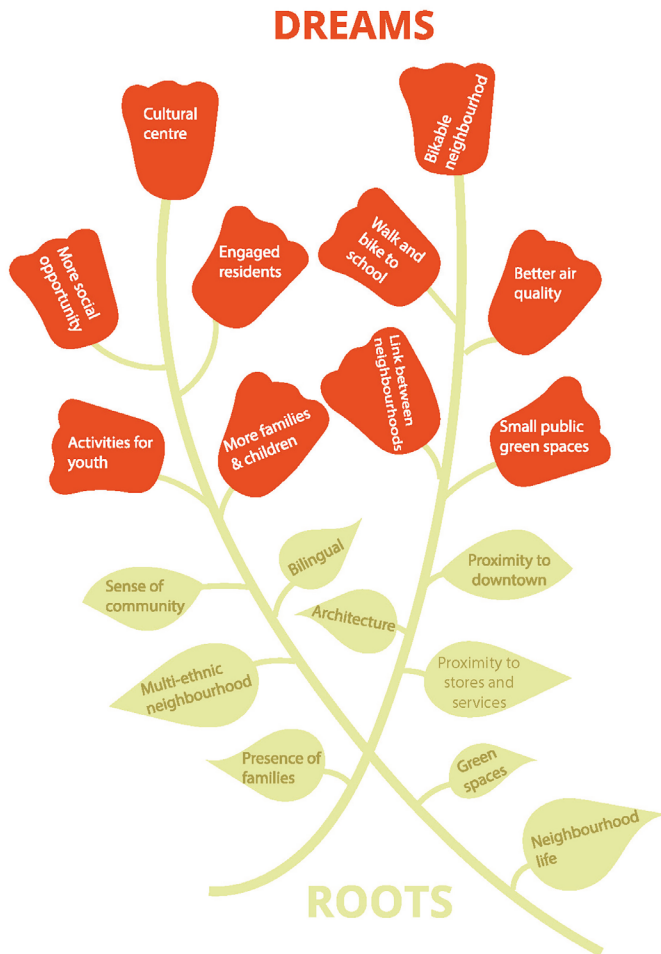 DREAMS
Cultural
centre
Bikable
neighbourhod
More social
opportunity
Engaged
residents
Walk and
bike to
school
Better air
quality
Activities for
youth
More families
& children
Link between
neighbourhoods
Small public
green spaces
Sense of
community
Bilingual
Architecture
Proximity to
downtown
Multi-ethnic
neighbourhood
Proximity to
stores and
services
Presence of
families
Green
spaces
Neighbourhood
life
ROOTS